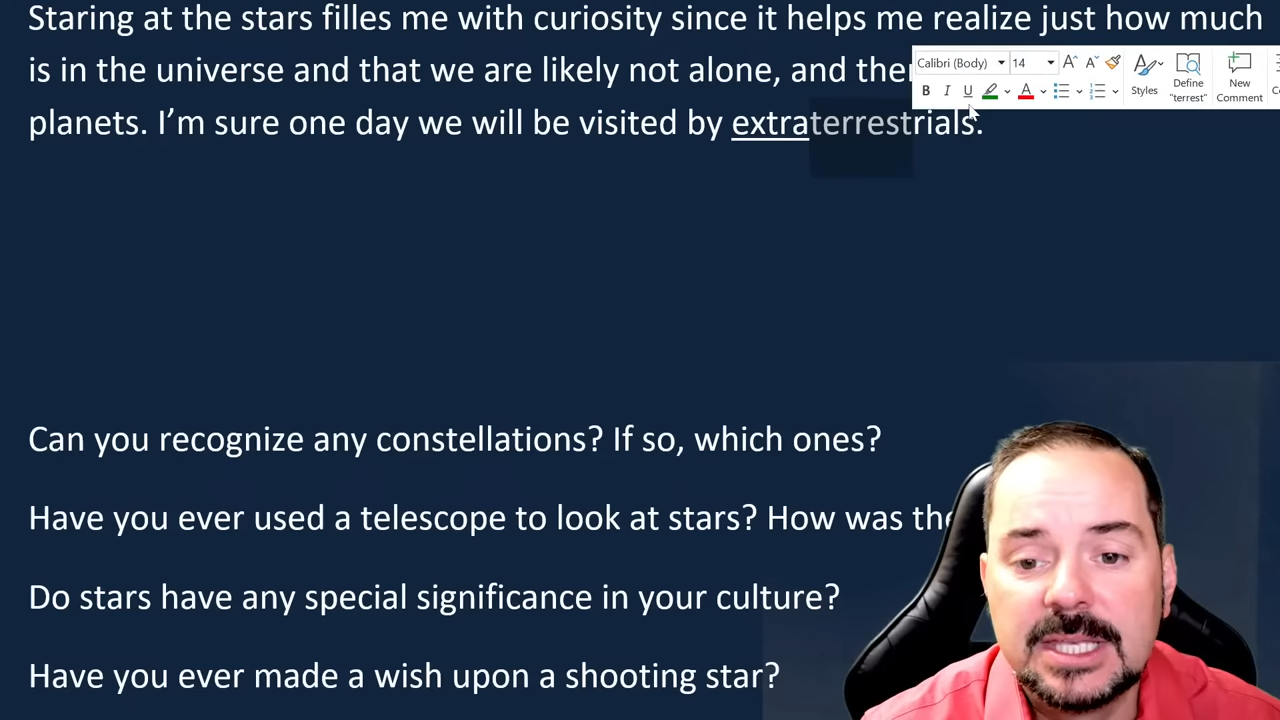 Staring at the stars filles me with curiosity since it helps me realize just how much
is in the universe and that we are likely not alone, and
Calibri (Body) 14
Styles
Define
"terrest"
New
Comment
B I U A
planets. I’m sure one day we will be visited by extraterrestrials.
Can you recognize any constellations? If so, which ones?
Have you ever used a telescope to look at stars? How was
Do stars have any special significance in your culture?
Have you ever made a wish upon a shooting star?